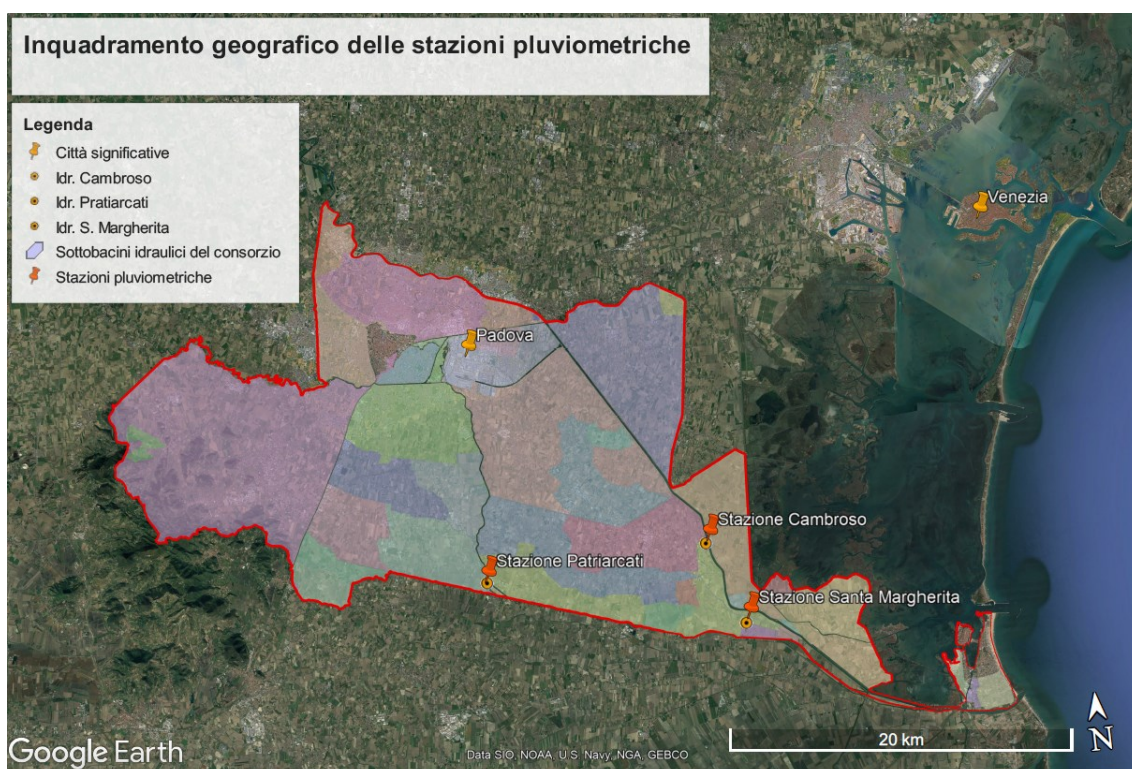 Inquadramento geografico delle stazioni pluviometriche
Legenda
Città significative
Idr. Cambroso
Idr. Pratiarcati
Idr. S. Margherita
Sottobacini idraulici del consorzio
Stazioni pluviometriche
Venezia
Padova
Stazione Cambroso
Stazione Patriarcati
Stazione Santa Margherita
Google Earth
Data SIO, NOAA, U.S. Navy, NGA, GEBCO
20 km
N